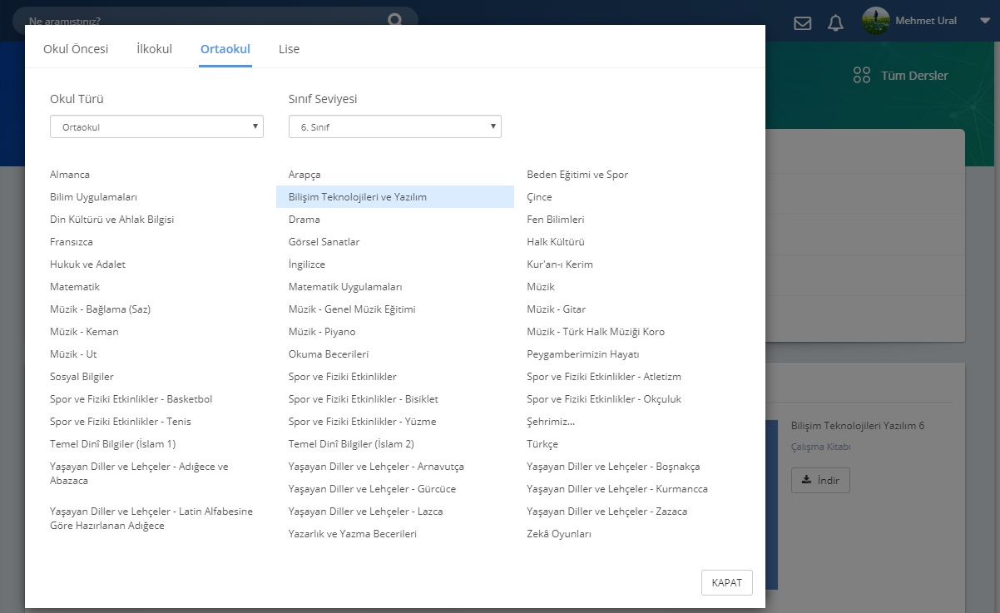 Ne aramıştınız?
Mehmet Ural
Tüm Dersler
Okul Öncesi İlkokul Ortaokul Lise
Okul Türü Sınıf Seviyesi
Ortaokul 6. Sınıf
Almanca Arapça Beden Eğitimi ve Spor
Bilim Uygulamaları Bilişim Teknolojileri ve Yazılım Çince
Din Kültürü ve Ahlak Bilgisi Drama Fen Bilimleri
Fransızca Görsel Sanatlar Halk Kültürü
Hukuk ve Adalet İngilizce Kur'an-ı Kerim
Matematik Matematik Uygulamaları Müzik
Müzik - Bağlama (Saz) Müzik - Genel Müzik Eğitimi Müzik - Gitar
Müzik - Keman Müzik - Piyano Müzik - Türk Halk Müziği Koro
Müzik - Ut Okuma Becerileri Peygamberimizin Hayatı
Sosyal Bilgiler Spor ve Fiziki Etkinlikler Spor ve Fiziki Etkinlikler - Atletizm
Spor ve Fiziki Etkinlikler - Basketbol Spor ve Fiziki Etkinlikler - Bisiklet Spor ve Fiziki Etkinlikler - Okçuluk
Spor ve Fiziki Etkinlikler - Tenis Spor ve Fiziki Etkinlikler - Yüzme Şehrimiz...
Temel Dinî Bilgiler (İslam 1) Temel Dinî Bilgiler (İslam 2) Türkçe
Yaşayan Diller ve Lehçeler - Adığece ve Yaşayan Diller ve Lehçeler - Arnavutça Yaşayan Diller ve Lehçeler - Boşnakça
Abazaca
Yaşayan Diller ve Lehçeler - Gürcüce Yaşayan Diller ve Lehçeler - Kurmancca
Yaşayan Diller ve Lehçeler - Latin Alfabesine Yaşayan Diller ve Lehçeler - Lazca Yaşayan Diller ve Lehçeler - Zazaca
Göre Hazırlanan Adığece
Yazarlık ve Yazma Becerileri Zekâ Oyunları
KAPAT
Bilişim Teknolojileri Yazılım 6
Çalışma Kitabı
İndir